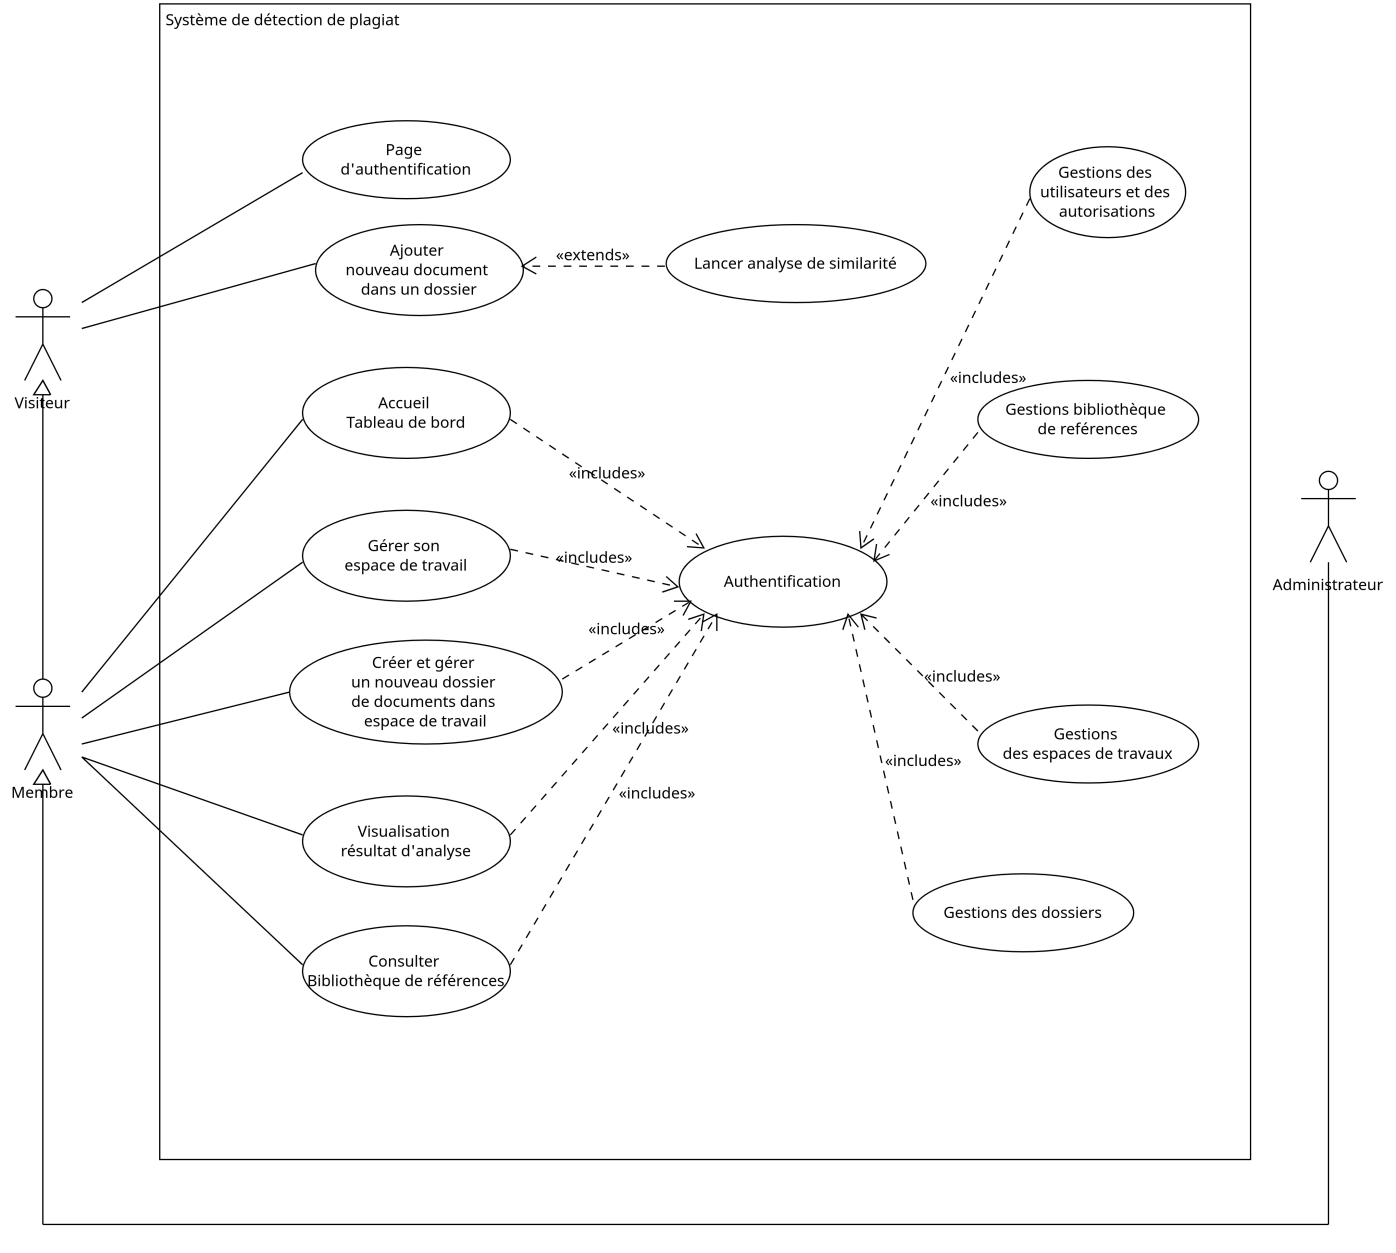 Système de détection de plagiat
Page
d'authentification
Gestions des
utilisateurs et des
autorisations
Ajouter
nouveau document
dans un dossier
«extends»
Lancer analyse de similarité
Visiteur
Accueil
Tableau de bord
«includes»
«includes»
Gestions bibliothèque
de reférences
«includes»
Gérer son
espace de travail
«includes»
Authentification
Administrateur
«includes»
Créer et gérer
un nouveau dossier
de documents dans
espace de travail
«includes»
«includes»
Gestions
des espaces de travaux
«includes»
«includes»
Membre
Visualisation
résultat d'analyse
Gestions des dossiers
Consulter
Bibliothèque de références